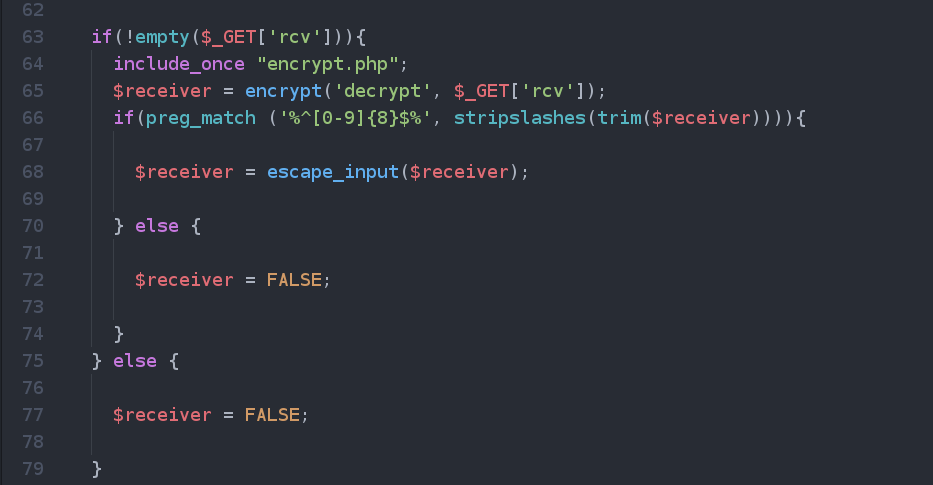 62
63 if(!empty($_GET['rcv'])){
64 include_once "encrypt.php";
65 $receiver = encrypt('decrypt', $_GET['rcv']);
66 if(preg_match ('%^[0-9]{8}$%', stripslashes(trim($receiver)))){
67
68 $receiver = escape_input($receiver);
69
70 } else {
71
72 $receiver = FALSE;
73
74 }
75 } else {
76
77 $receiver = FALSE;
78
79 }